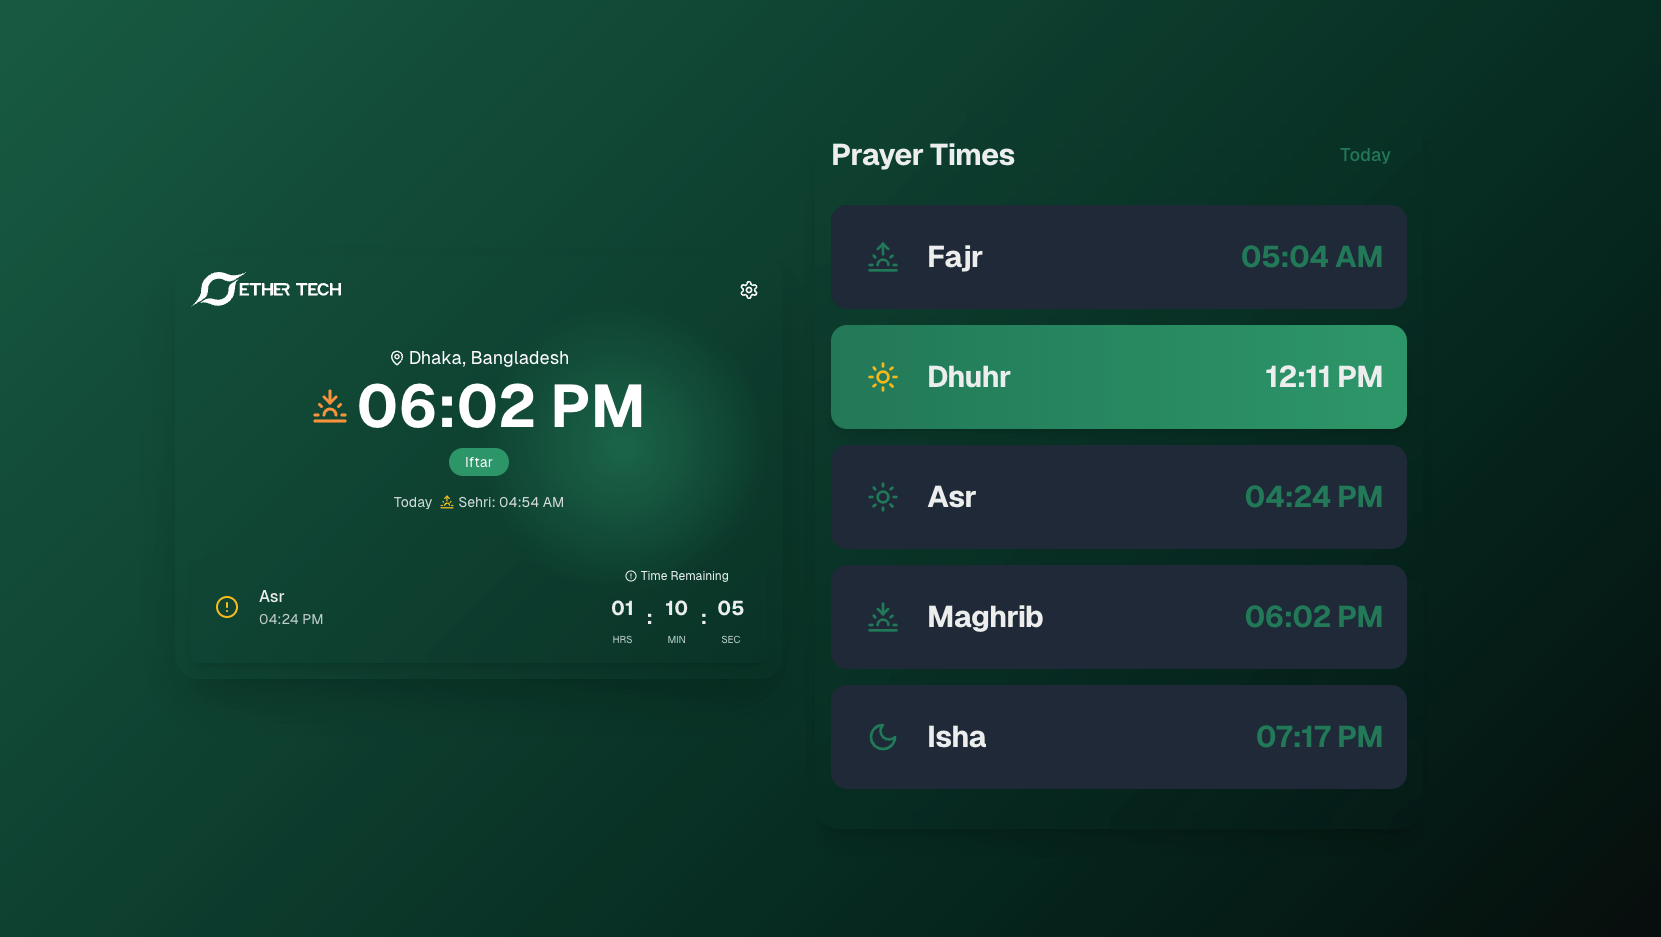 ETHER TECH
Dhaka, Bangladesh
06:02 PM
Iftar
Today Sehri: 04:54 AM
Asr
04:24 PM
Time Remaining
01 : 10 : 05
HRS MIN SEC
Prayer Times
Today
Fajr 05:04 AM
Dhuhr 12:11 PM
Asr 04:24 PM
Maghrib 06:02 PM
Isha 07:17 PM